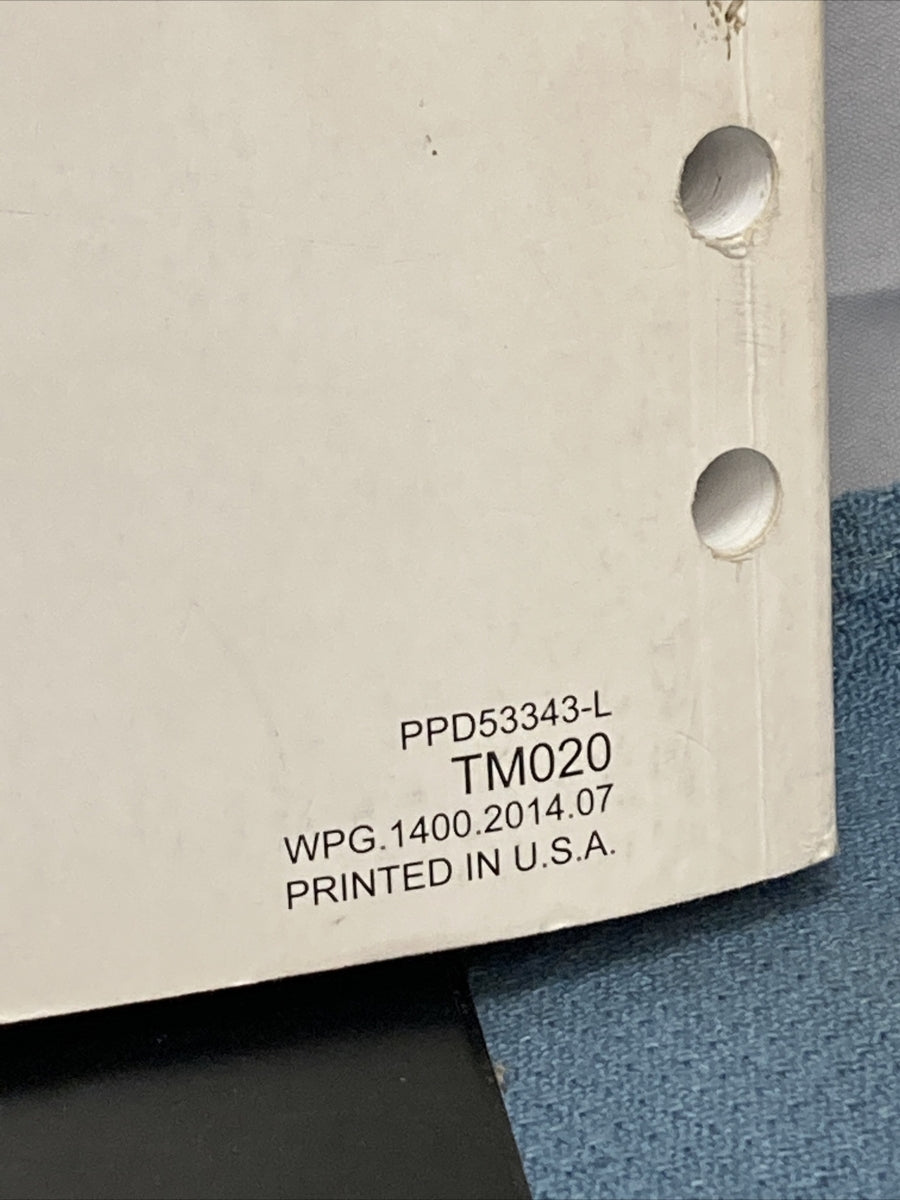 PPD53343-L
TM020
WPG.1400.2014.07
PRINTED IN U.S.A.